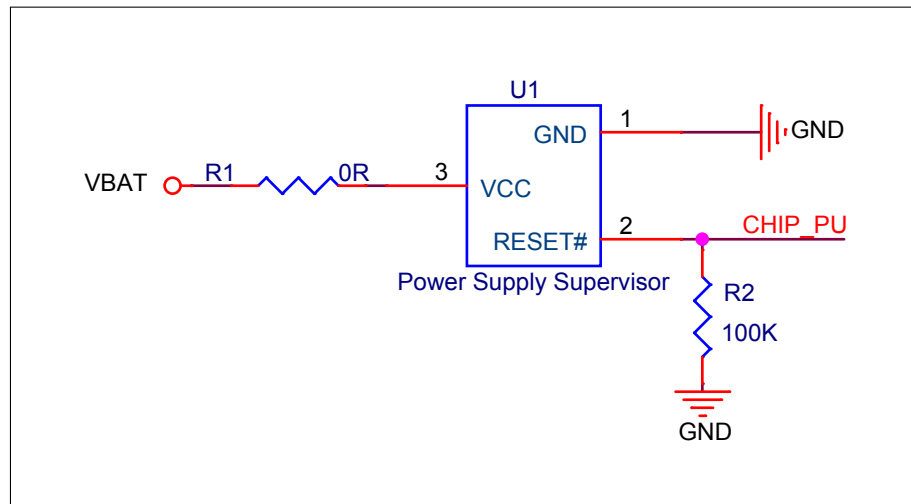 U1
GND 1 GND
VBAT R1 0R 3 VCC
RESET# 2 CHIP_PU
Power Supply Supervisor
R2
100K
GND